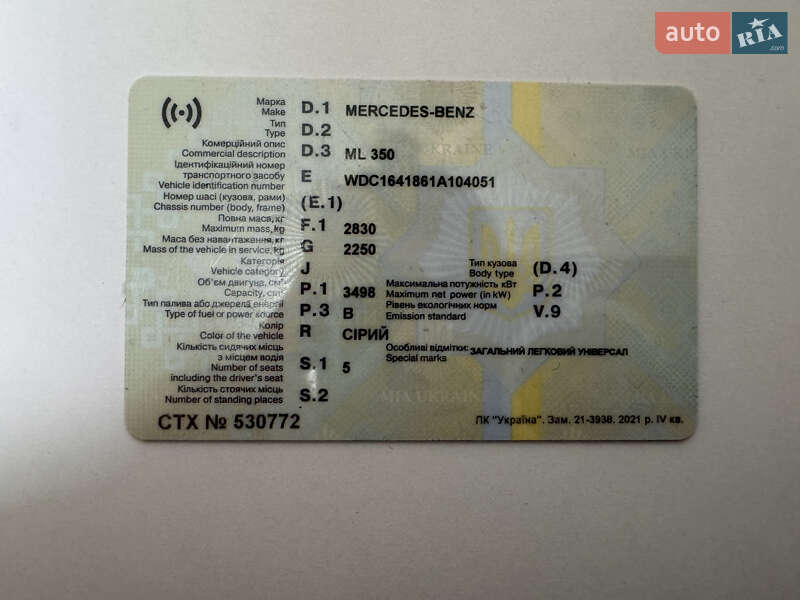 auto RIA .com
Марка
Make D.1 MERCEDES-BENZ
Тип
Type D.2
Комерційний опис
Commercial description D.3 ML 350
Ідентифікаційний номер
транспортного засобу
Vehicle identification number E WDC1641861A104051
Номер шасі (кузова, рами)
Chassis number (body, frame) (E.1)
Повна маса, кг
Maximum mass, kg F.1 2830
Маса без навантаження, кг
Mass of the vehicle in service, kg G 2250
Категорія
Vehicle category J
Тип кузова
Body type (D.4)
Об'єм двигуна, см³
Capacity, cm³ P.1 3498
Максимальна потужність кВт
Maximum net power (in kW) P.2
Тип палива або джерела енергії
Type of fuel or power source P.3 B
Рівень екологічних норм
Emission standard V.9
Колір
Color of the vehicle R СІРИЙ
Особливі відмітки: ЗАГАЛЬНИЙ ЛЕГКОВИЙ УНІВЕРСАЛ
Special marks
Кількість сидячих місць
з місцем водія
Number of seats S.1 5
including the driver's seat
Кількість стоячих місць
Number of standing places S.2
MIA UKRAINE
СТХ № 530772
ПК "Україна". Зам. 21-3938. 2021 р. IV кв.